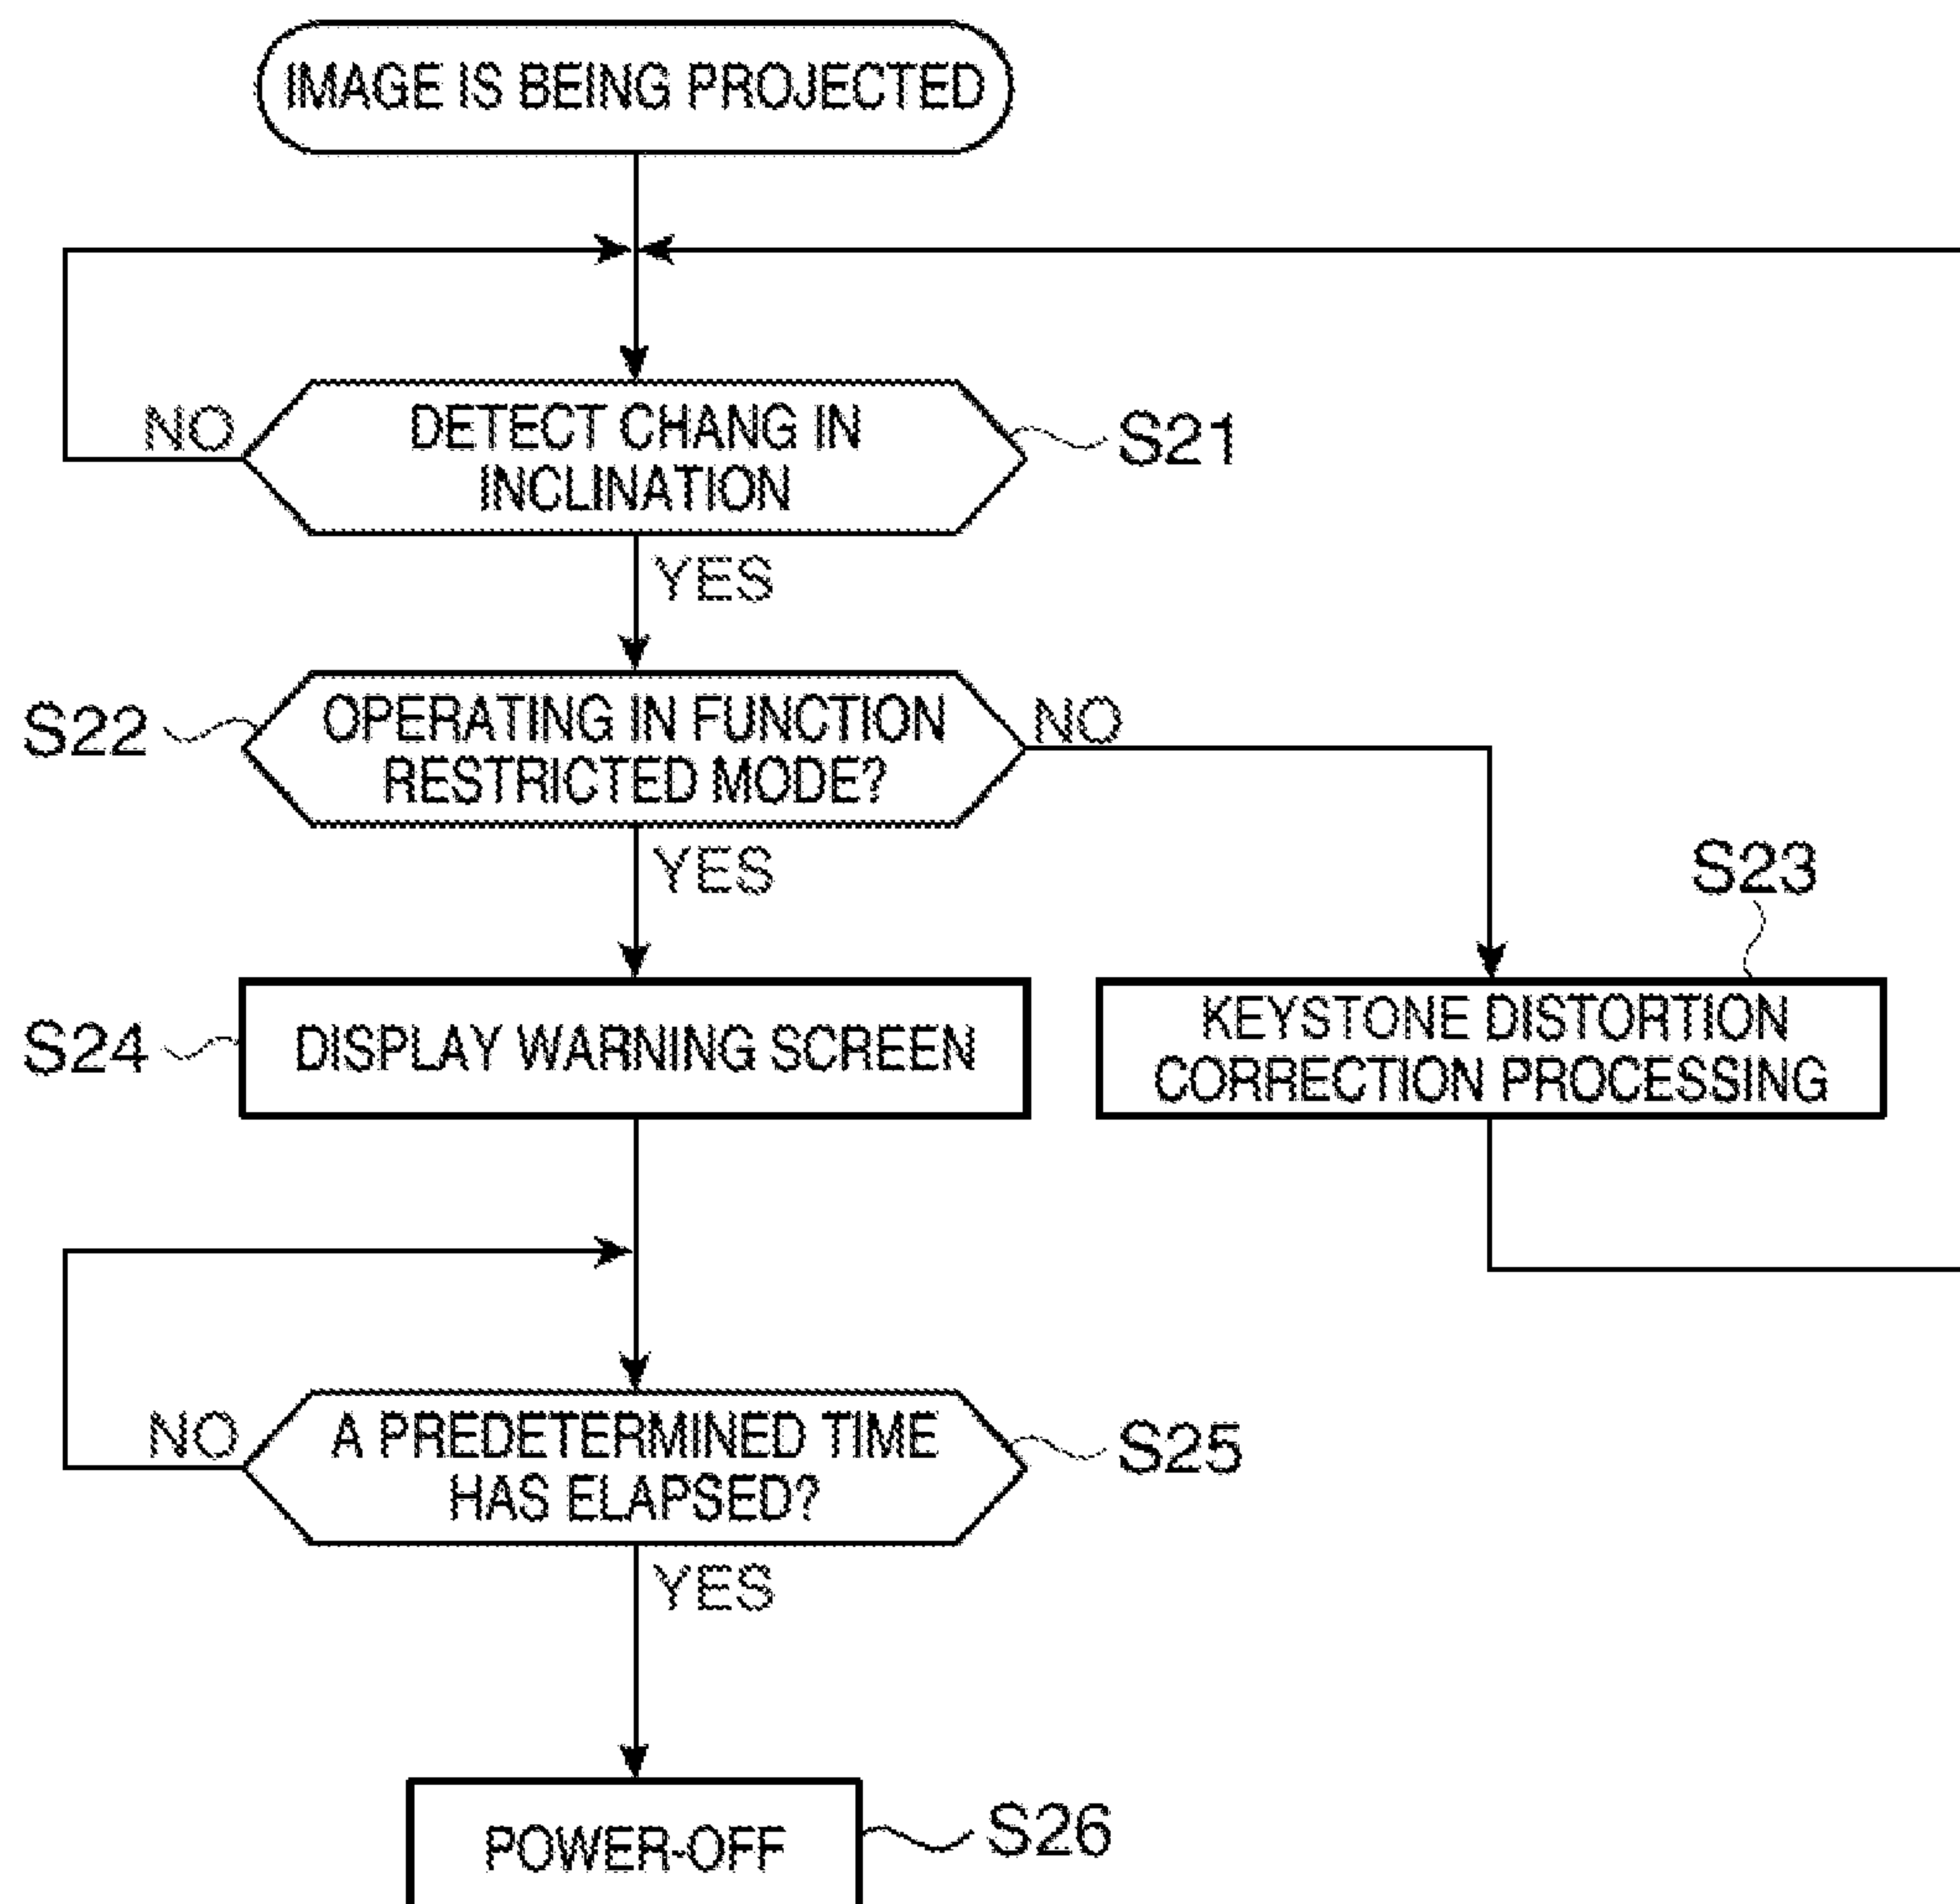 IMAGE IS BEING PROJECTED
NO
DETECT CHANG IN
INCLINATION
S21
YES
S22
OPERATING IN FUNCTION
RESTRICTED MODE?
NO
YES
S23
S24
DISPLAY WARNING SCREEN
KEYSTONE DISTORTION
CORRECTION PROCESSING
NO
A PREDETERMINED TIME
HAS ELAPSED?
S25
YES
POWER-OFF
S26